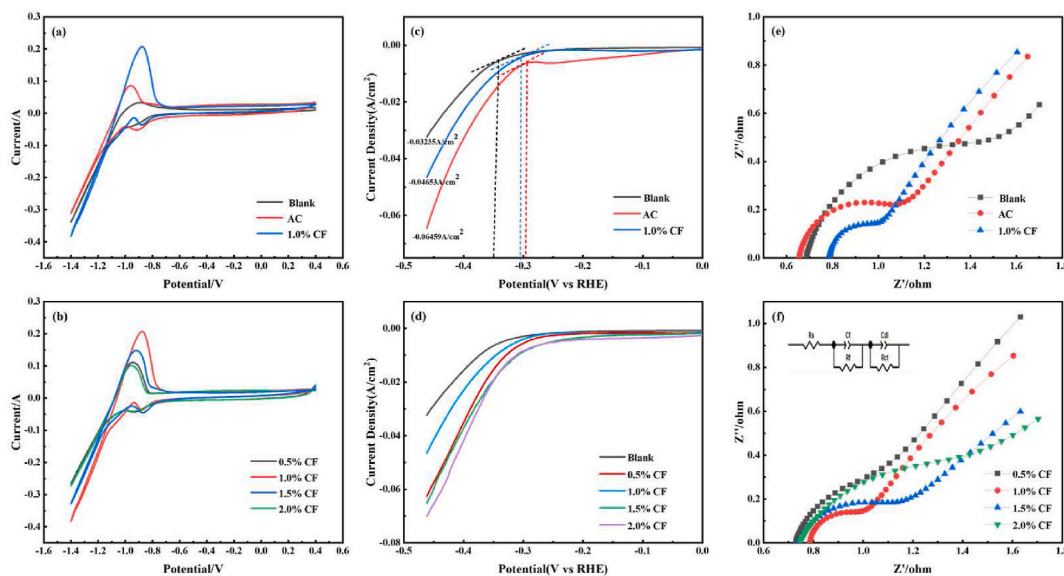 (a)
0.3
0.2
0.1
0.0
-0.1
-0.2
-0.3
-0.4
Current/A
Blank
AC
1.0% CF
-1.6 -1.4 -1.2 -1.0 -0.8 -0.6 -0.4 -0.2 0.0 0.2 0.4 0.6
Potential/V
(c)
0.00
-0.02
-0.04
-0.06
Current Density(A/cm2)
-0.03235A/cm2
-0.04653A/cm2
-0.06459A/cm2
Blank
AC
1.0% CF
-0.5 -0.4 -0.3 -0.2 -0.1 0.0
Potential(V vs RHE)
(e)
1.0
0.8
0.6
0.4
0.2
0.0
Z''/ohm
Blank
AC
1.0% CF
0.4 0.6 0.8 1.0 1.2 1.4 1.6 1.8
Z'/ohm
(b)
0.3
0.2
0.1
0.0
-0.1
-0.2
-0.3
-0.4
Current/A
0.5% CF
1.0% CF
1.5% CF
2.0% CF
-1.6 -1.4 -1.2 -1.0 -0.8 -0.6 -0.4 -0.2 0.0 0.2 0.4 0.6
Potential/V
(d)
0.00
-0.02
-0.04
-0.06
-0.08
Current Density(A/cm2)
Blank
0.5% CF
1.0% CF
1.5% CF
2.0% CF
-0.5 -0.4 -0.3 -0.2 -0.1 0.0
Potential(V vs RHE)
(f)
1.0
0.8
0.6
0.4
0.2
0.0
Z''/ohm
Rs Cf Cdl
Rf Rct
0.5% CF
1.0% CF
1.5% CF
2.0% CF
0.6 0.8 1.0 1.2 1.4 1.6 1.8
Z'/ohm